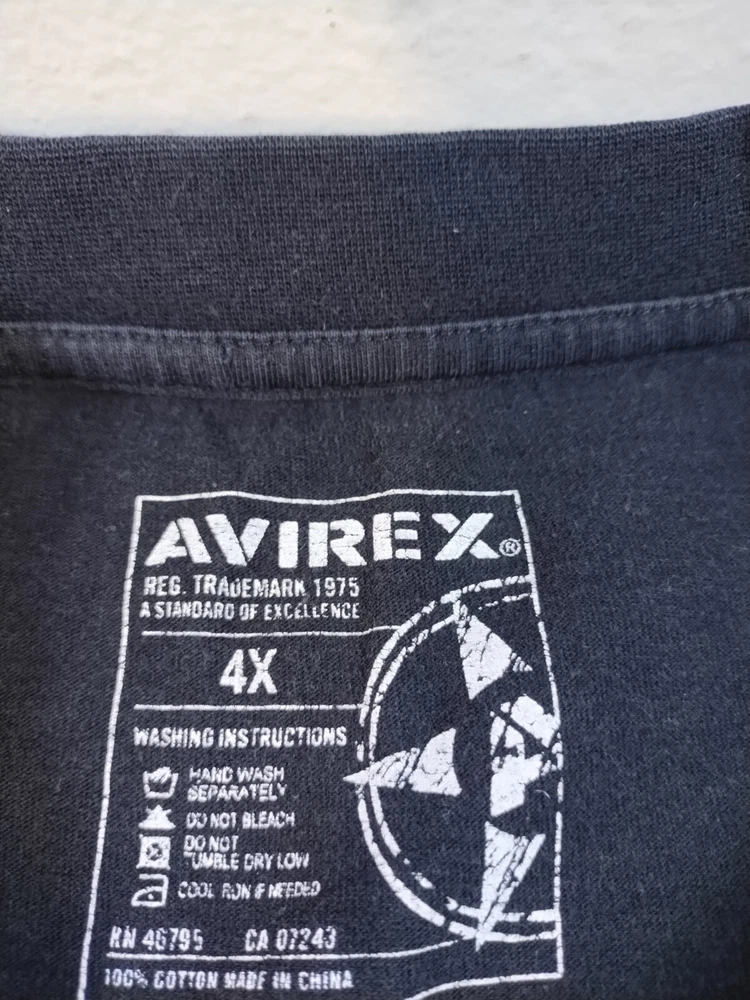 AVIREX®
REG. TRADEMARK 1975
A STANDARD OF EXCELLENCE
4X
WASHING INSTRUCTIONS
HAND WASH
SEPARATELY
DO NOT BLEACH
DO NOT
TUMBLE DRY LOW
COOL IRON IF NEEDED
RN 46795 CA 07243
100% COTTON MADE IN CHINA